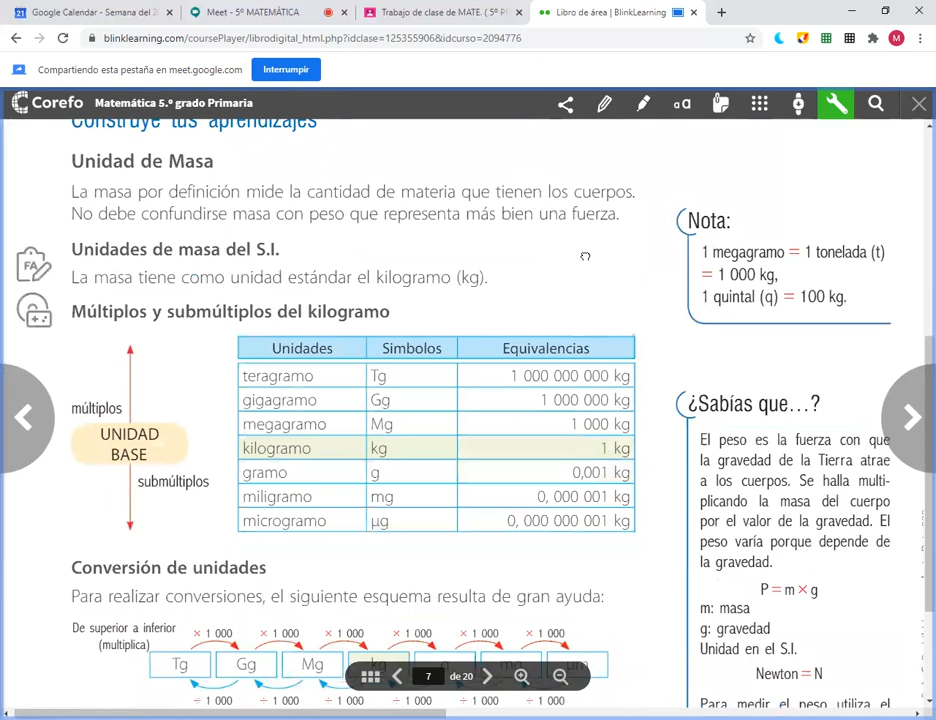 Google Calendar - Semana del 2
Meet - 5º MATEMÁTICA
Trabajo de clase de MATE. ( 5º PR
Libro de área | BlinkLearning
blinklearning.com/coursePlayer/librodigital_html.php?idclase=125355906&idcurso=2094776
M
Compartiendo esta pestaña en meet.google.com
Interrumpir
Corefo
Matemática 5.º grado Primaria
aA
Construye tus aprendizajes
Unidad de Masa
La masa por definición mide la cantidad de materia que tienen los cuerpos.
No debe confundirse masa con peso que representa más bien una fuerza.
Unidades de masa del S.I.
La masa tiene como unidad estándar el kilogramo (kg).
Múltiplos y submúltiplos del kilogramo
múltiplos
UNIDAD
BASE
submúltiplos
Unidades Simbolos Equivalencias
teragramo Tg 1 000 000 000 kg
gigagramo Gg 1 000 000 kg
megagramo Mg 1 000 kg
kilogramo kg 1 kg
gramo g 0,001 kg
miligramo mg 0, 000 001 kg
microgramo µg 0, 000 000 001 kg
Conversión de unidades
Para realizar conversiones, el siguiente esquema resulta de gran ayuda:
De superior a inferior
(multiplica)
× 1 000 × 1 000 × 1 000 × 1 000 × 1 000 × 1 000
Tg Gg Mg kg
÷ 1 000 ÷ 1 000 ÷ 1 000 ÷ 1 000 ÷ 1 000 ÷ 1 000
7 de 20
Nota:
1 megagramo = 1 tonelada (t)
= 1 000 kg,
1 quintal (q) = 100 kg.
¿Sabías que…?
El peso es la fuerza con que
la gravedad de la Tierra atrae
a los cuerpos. Se halla multi-
plicando la masa del cuerpo
por el valor de la gravedad. El
peso varía porque depende de
la gravedad.
P = m × g
m: masa
g: gravedad
Unidad en el S.I.
Newton = N
Para medir el peso utiliza el